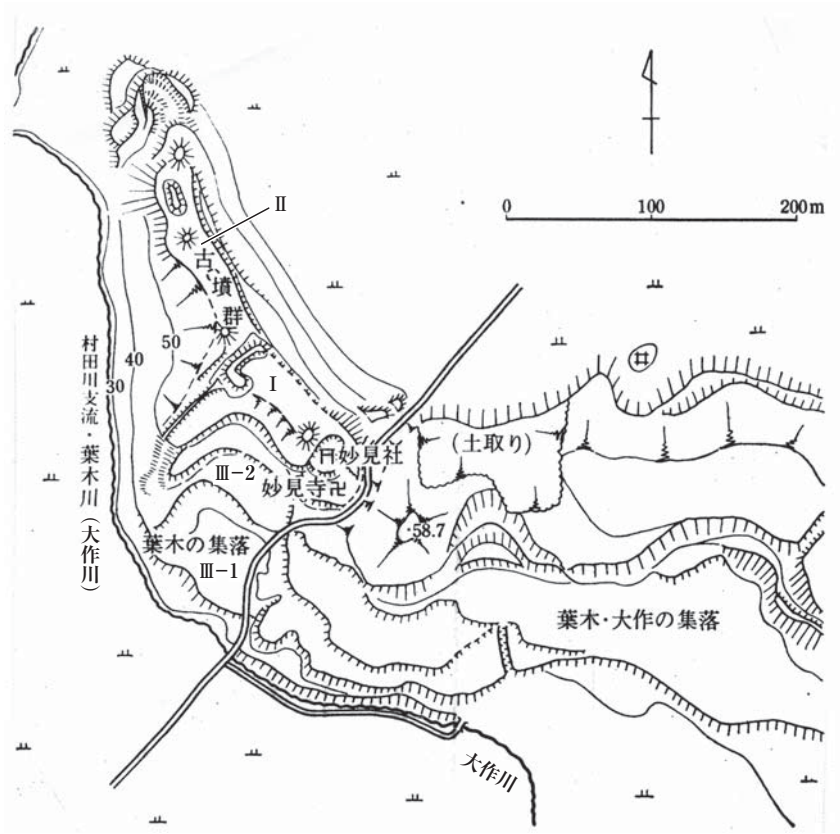 0 100 200m
II
古墳群
村田川支流・葉木川(大作川)
50
40
30
I
(土取り)
妙見社
III-2
妙見寺卍
・58.7
葉木の集落
III-1
葉木・大作の集落
大作川